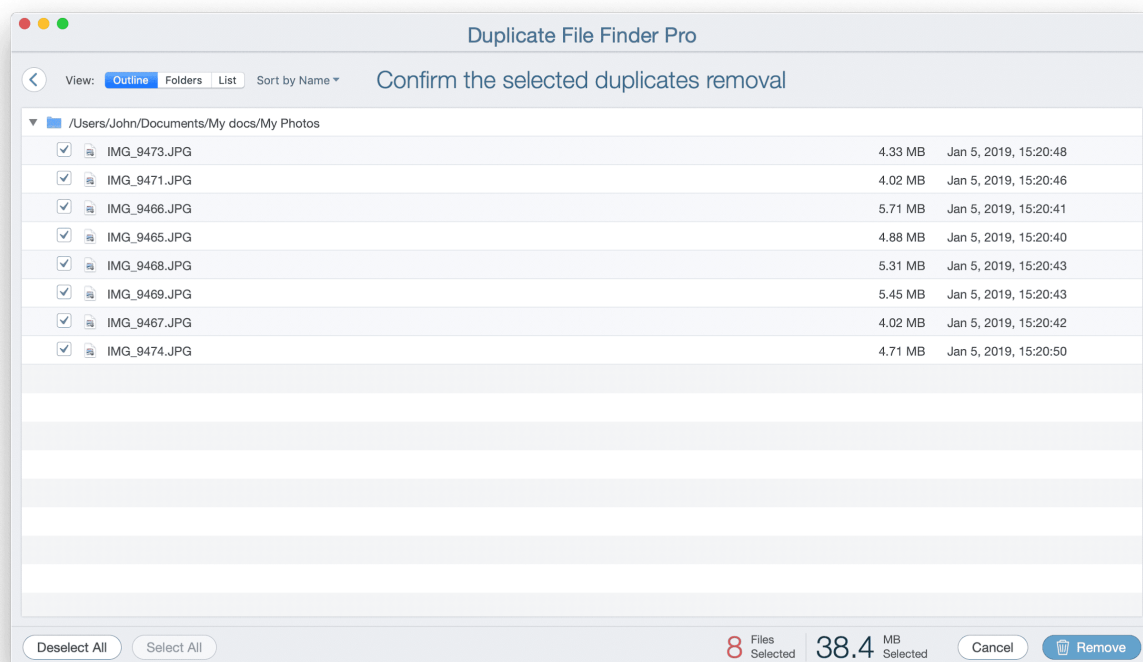 Duplicate File Finder Pro
View: Outline Folders List Sort by Name Confirm the selected duplicates removal
/Users/John/Documents/My docs/My Photos
IMG_9473.JPG 4.33 MB Jan 5, 2019, 15:20:48
IMG_9471.JPG 4.02 MB Jan 5, 2019, 15:20:46
IMG_9466.JPG 5.71 MB Jan 5, 2019, 15:20:41
IMG_9465.JPG 4.88 MB Jan 5, 2019, 15:20:40
IMG_9468.JPG 5.31 MB Jan 5, 2019, 15:20:43
IMG_9469.JPG 5.45 MB Jan 5, 2019, 15:20:43
IMG_9467.JPG 4.02 MB Jan 5, 2019, 15:20:42
IMG_9474.JPG 4.71 MB Jan 5, 2019, 15:20:50
Deselect All Select All 8 Files Selected 38.4 MB Selected Cancel Remove